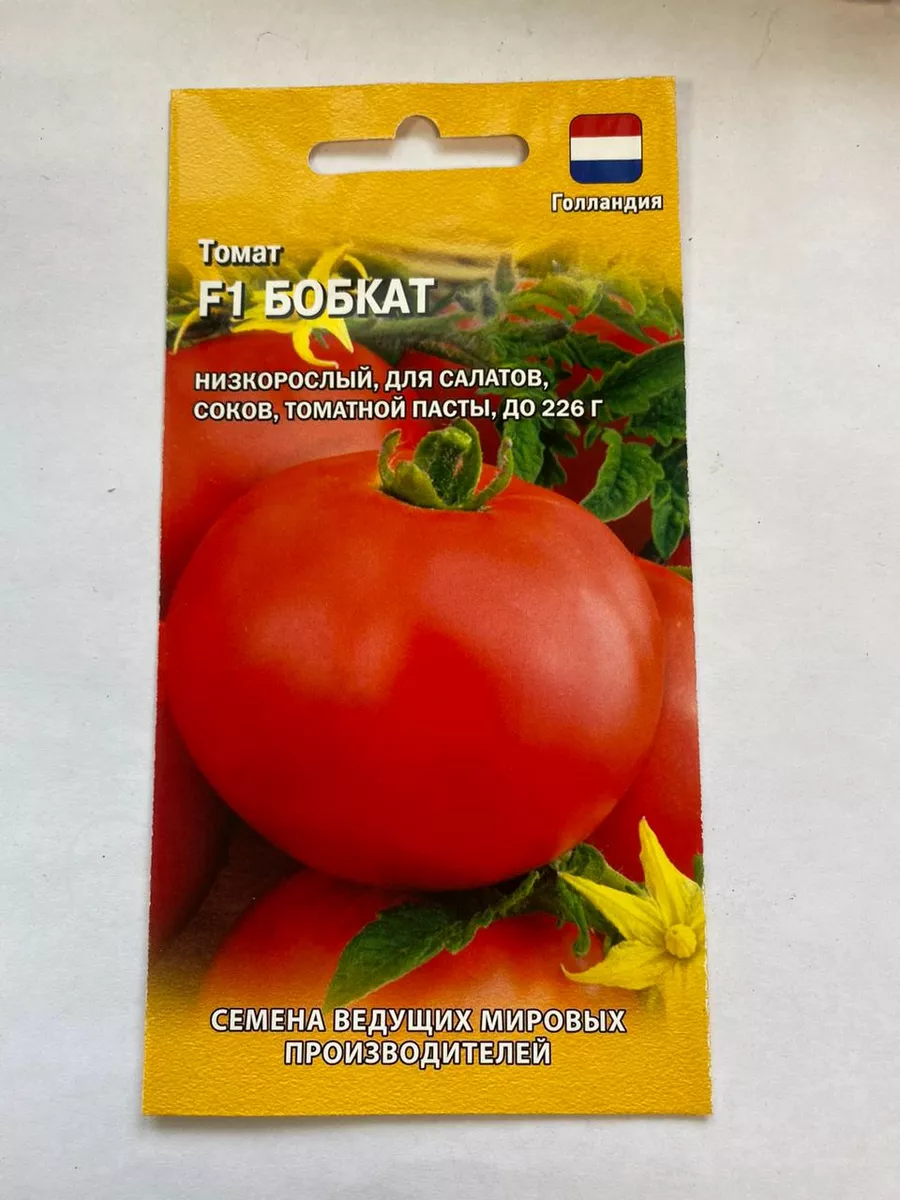 Голландия
Томат
F1 БОБКАТ
НИЗКОРОСЛЫЙ, ДЛЯ САЛАТОВ,
СОКОВ, ТОМАТНОЙ ПАСТЫ, ДО 226 Г
СЕМЕНА ВЕДУЩИХ МИРОВЫХ
ПРОИЗВОДИТЕЛЕЙ